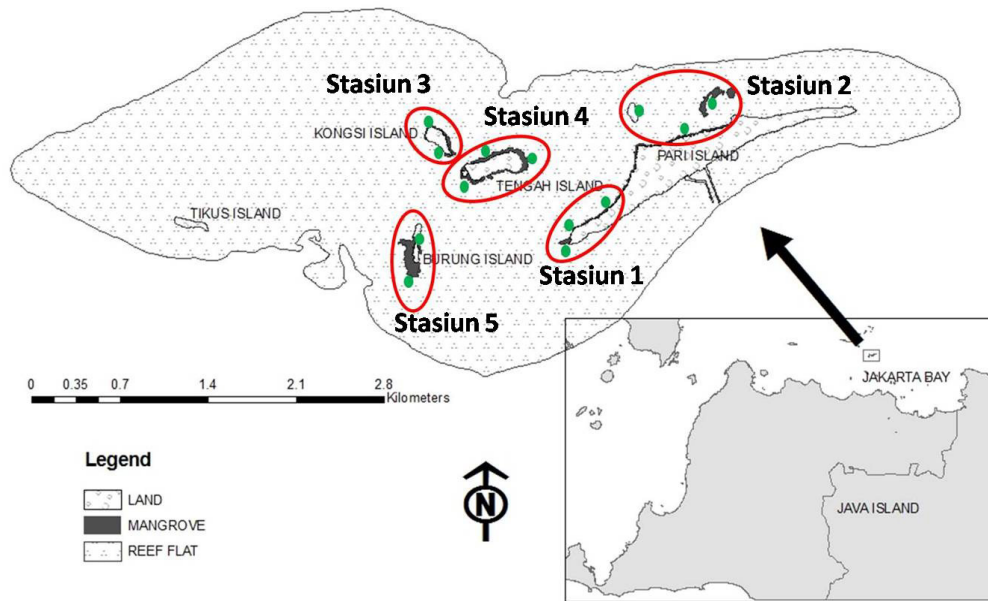 Stasiun 3
Stasiun 2
Stasiun 4
KONGSI ISLAND
PARI ISLAND
TENGAH ISLAND
TIKUS ISLAND
BURUNG ISLAND
Stasiun 1
Stasiun 5
0 0.35 0.7 1.4 2.1 2.8
Kilometers
Legend
LAND
MANGROVE
REEF FLAT
N
JAKARTA BAY
JAVA ISLAND